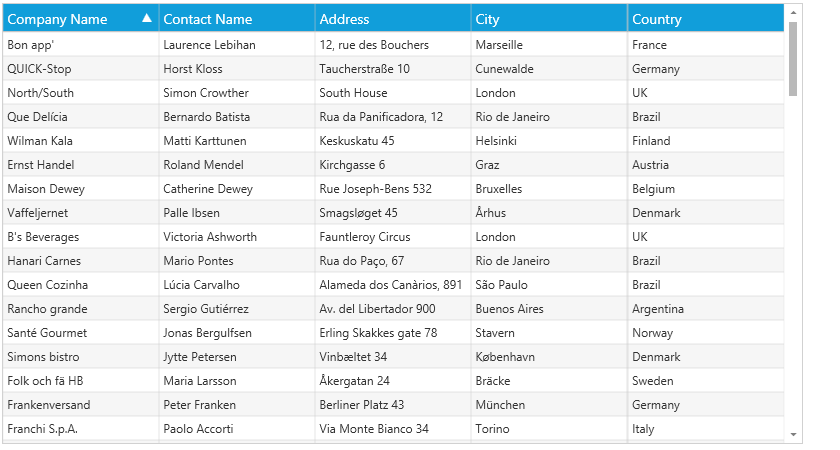 Company Name Contact Name Address City Country
Bon app' Laurence Lebihan 12, rue des Bouchers Marseille France
QUICK-Stop Horst Kloss Taucherstraße 10 Cunewalde Germany
North/South Simon Crowther South House London UK
Que Delícia Bernardo Batista Rua da Panificadora, 12 Rio de Janeiro Brazil
Wilman Kala Matti Karttunen Keskuskatu 45 Helsinki Finland
Ernst Handel Roland Mendel Kirchgasse 6 Graz Austria
Maison Dewey Catherine Dewey Rue Joseph-Bens 532 Bruxelles Belgium
Vaffeljernet Palle Ibsen Smagsløget 45 Århus Denmark
B's Beverages Victoria Ashworth Fauntleroy Circus London UK
Hanari Carnes Mario Pontes Rua do Paço, 67 Rio de Janeiro Brazil
Queen Cozinha Lúcia Carvalho Alameda dos Canàrios, 891 São Paulo Brazil
Rancho grande Sergio Gutiérrez Av. del Libertador 900 Buenos Aires Argentina
Santé Gourmet Jonas Bergulfsen Erling Skakkes gate 78 Stavern Norway
Simons bistro Jytte Petersen Vinbæltet 34 København Denmark
Folk och fä HB Maria Larsson Åkergatan 24 Bräcke Sweden
Frankenversand Peter Franken Berliner Platz 43 München Germany
Franchi S.p.A. Paolo Accorti Via Monte Bianco 34 Torino Italy